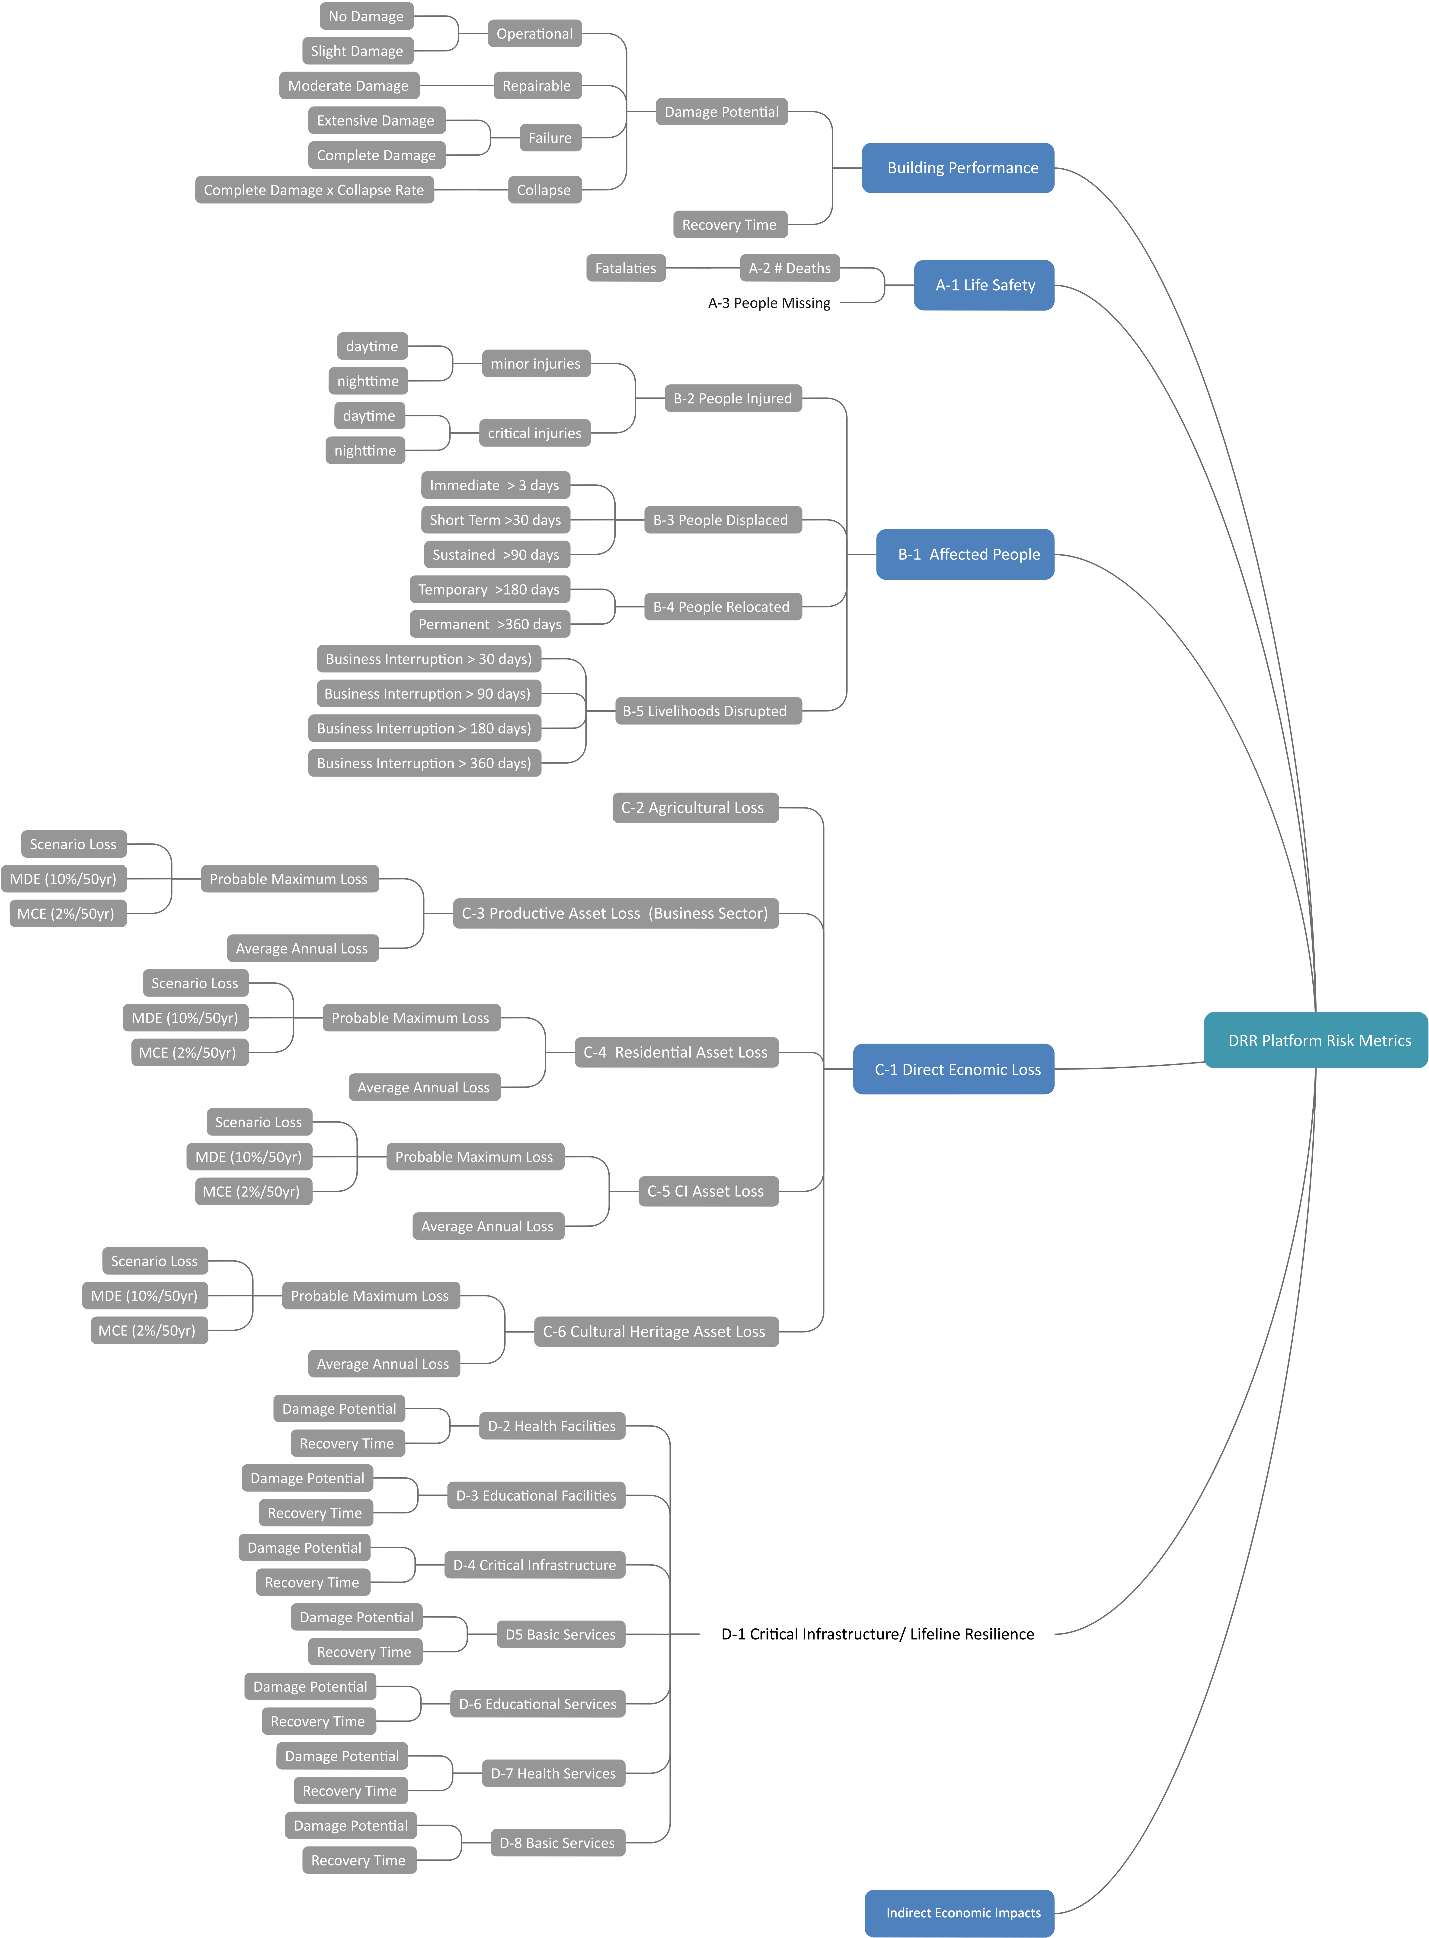 No Damage
Slight Damage
Operational
Moderate Damage
Repairable
Extensive Damage
Complete Damage
Failure
Complete Damage x Collapse Rate
Collapse
Damage Potential
Recovery Time
Building Performance
Fatalaties
A-2 # Deaths
A-3 People Missing
A-1 Life Safety
daytime
nighttime
minor injuries
daytime
nighttime
critical injuries
B-2 People Injured
Immediate > 3 days
Short Term >30 days
Sustained >90 days
B-3 People Displaced
Temporary >180 days
Permanent >360 days
B-4 People Relocated
Business Interruption > 30 days)
Business Interruption > 90 days)
Business Interruption > 180 days)
Business Interruption > 360 days)
B-5 Livelihoods Disrupted
B-1 Affected People
C-2 Agricultural Loss
Scenario Loss
MDE (10%/50yr)
MCE (2%/50yr)
Probable Maximum Loss
Average Annual Loss
C-3 Productive Asset Loss (Business Sector)
Scenario Loss
MDE (10%/50yr)
MCE (2%/50yr)
Probable Maximum Loss
Average Annual Loss
C-4 Residential Asset Loss
Scenario Loss
MDE (10%/50yr)
MCE (2%/50yr)
Probable Maximum Loss
Average Annual Loss
C-5 CI Asset Loss
Scenario Loss
MDE (10%/50yr)
MCE (2%/50yr)
Probable Maximum Loss
Average Annual Loss
C-6 Cultural Heritage Asset Loss
C-1 Direct Ecnomic Loss
DRR Platform Risk Metrics
Damage Potential
Recovery Time
D-2 Health Facilities
Damage Potential
Recovery Time
D-3 Educational Facilities
Damage Potential
Recovery Time
D-4 Critical Infrastructure
Damage Potential
Recovery Time
D5 Basic Services
Damage Potential
Recovery Time
D-6 Educational Services
Damage Potential
Recovery Time
D-7 Health Services
Damage Potential
Recovery Time
D-8 Basic Services
D-1 Critical Infrastructure/ Lifeline Resilience
Indirect Economic Impacts